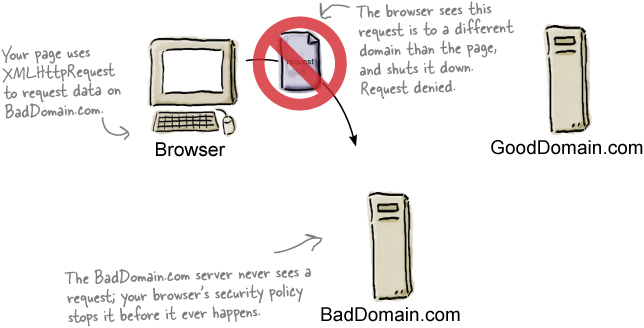 Your page uses
XMLHttpRequest
to request data on
BadDomain.com.
request
The browser sees this
request is to a different
domain than the page,
and shuts it down.
Request denied.
Browser
GoodDomain.com
The BadDomain.com server never sees a
request; your browser's security policy
stops it before it ever happens.
BadDomain.com